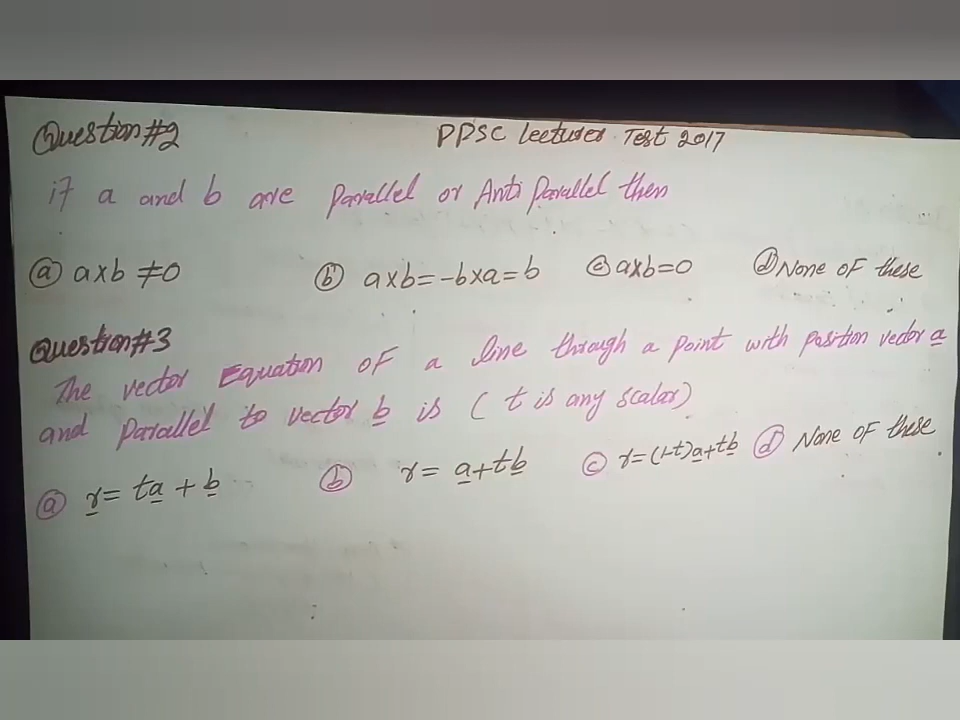 Question#2 PPSC Lecturer Test 2017
if a and b are Parallel or Anti Parallel then
(a) a×b ≠0 (b) a×b=-b×a=b (c) a×b=0 (d) None OF these
Question#3
The vector Equation OF a line through a point with position vector a
and Parallel to vector b is (t is any scalar)
(a) r= ta + b (b) r= a+tb (c) r=(1-t)a+tb (d) None OF these